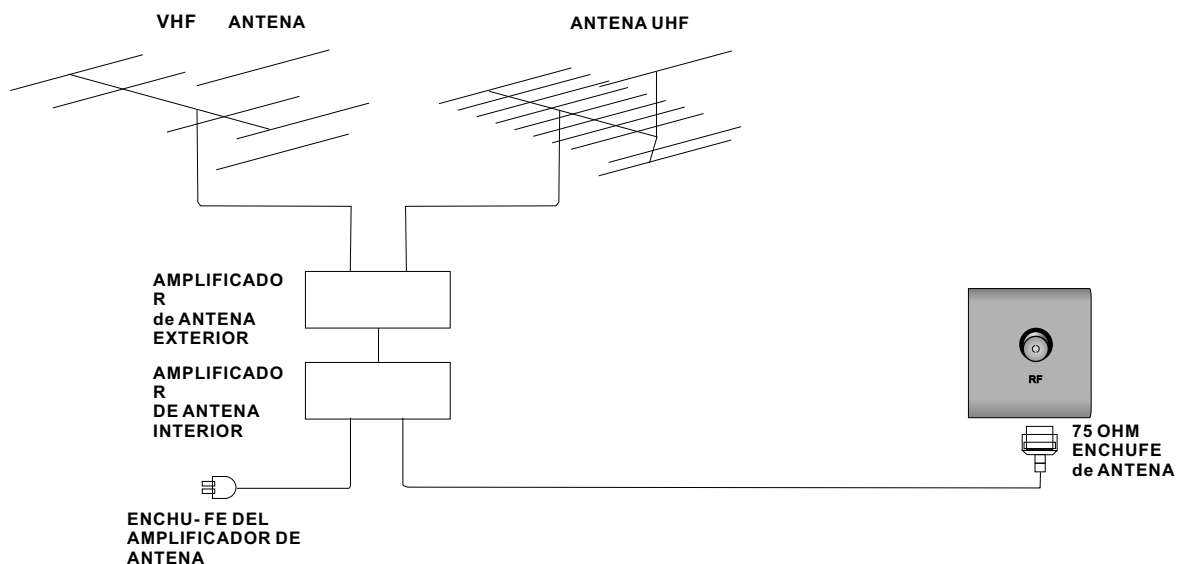 VHF ANTENA
ANTENA UHF
AMPLIFICADO
R
de ANTENA
EXTERIOR
AMPLIFICADO
R
DE ANTENA
INTERIOR
RF
75 OHM
ENCHUFE
de ANTENA
ENCHU- FE DEL
AMPLIFICADOR DE
ANTENA